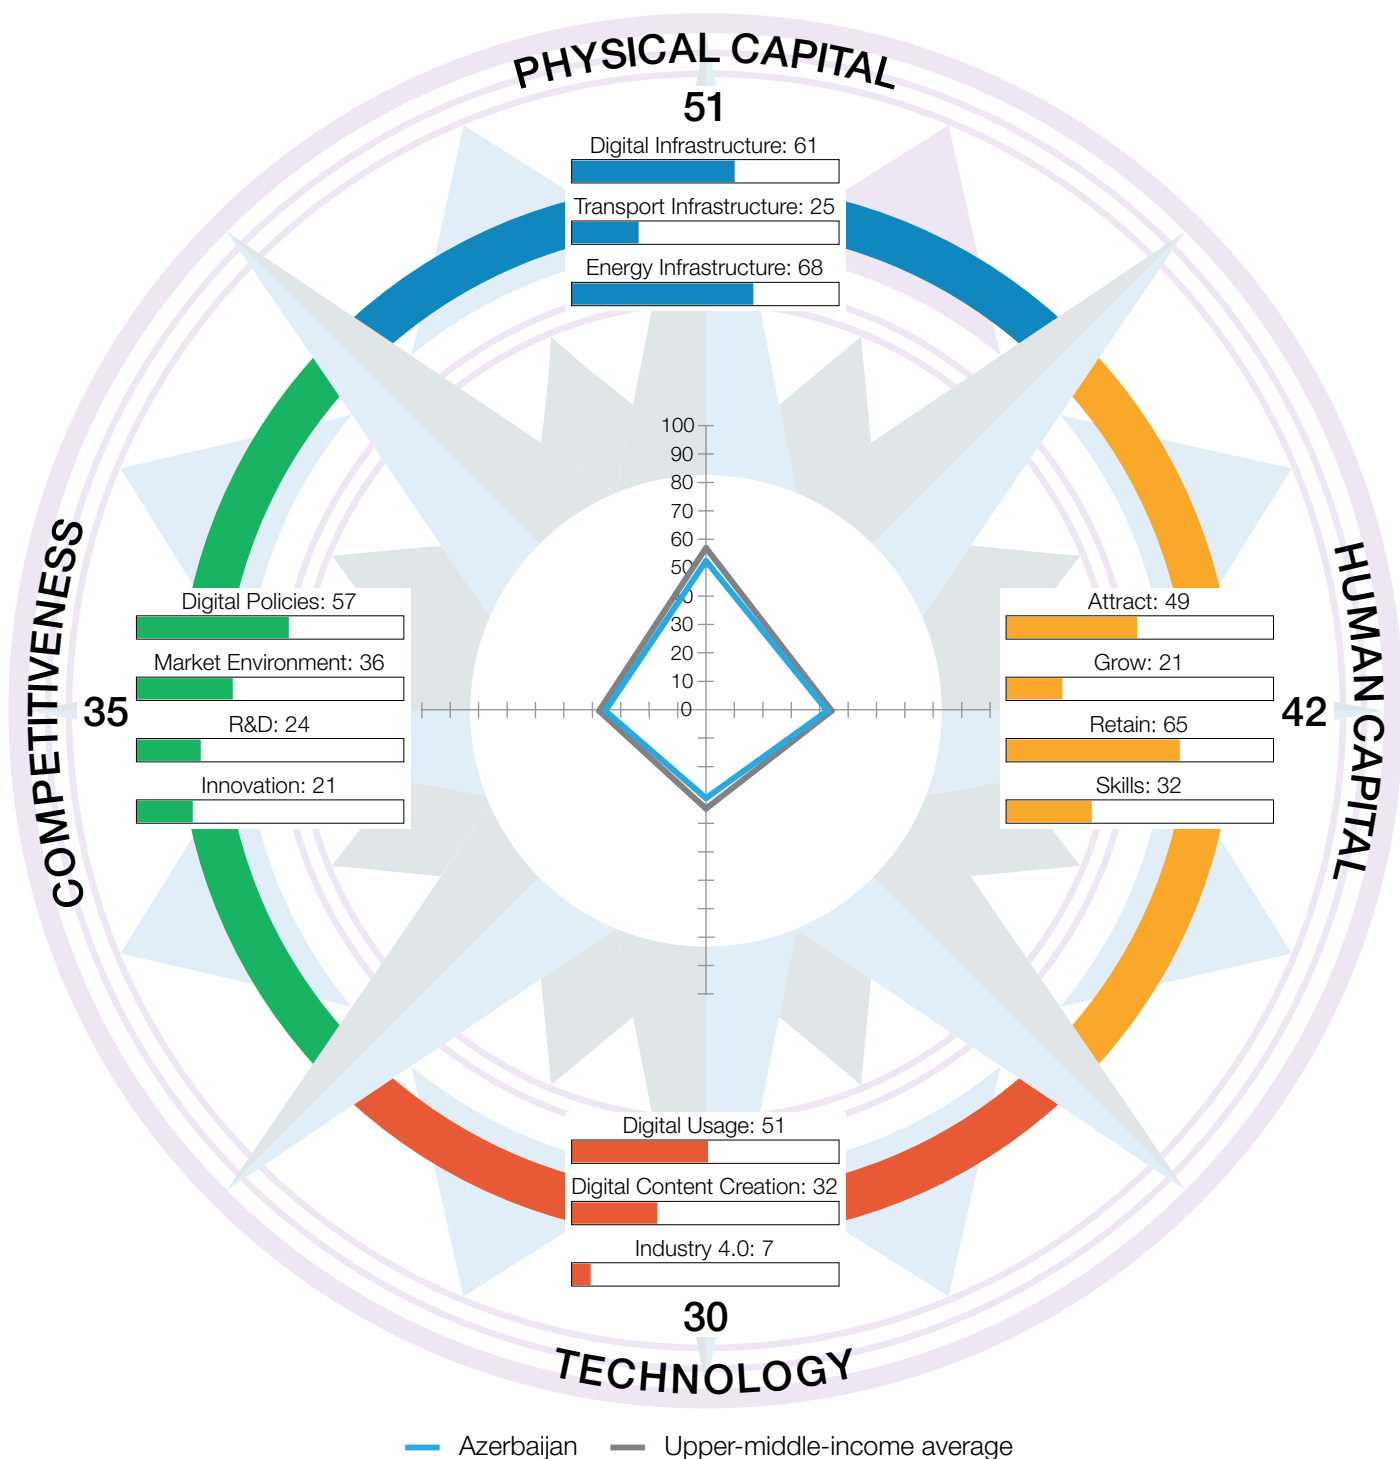 PHYSICAL CAPITAL
51
Digital Infrastructure: 61
Transport Infrastructure: 25
Energy Infrastructure: 68
COMPETITIVENESS
35
Digital Policies: 57
Market Environment: 36
R&D: 24
Innovation: 21
100
90
80
70
60
50
40
30
20
10
0
HUMAN CAPITAL
42
Attract: 49
Grow: 21
Retain: 65
Skills: 32
Digital Usage: 51
Digital Content Creation: 32
Industry 4.0: 7
30
TECHNOLOGY
Azerbaijan
Upper-middle-income average